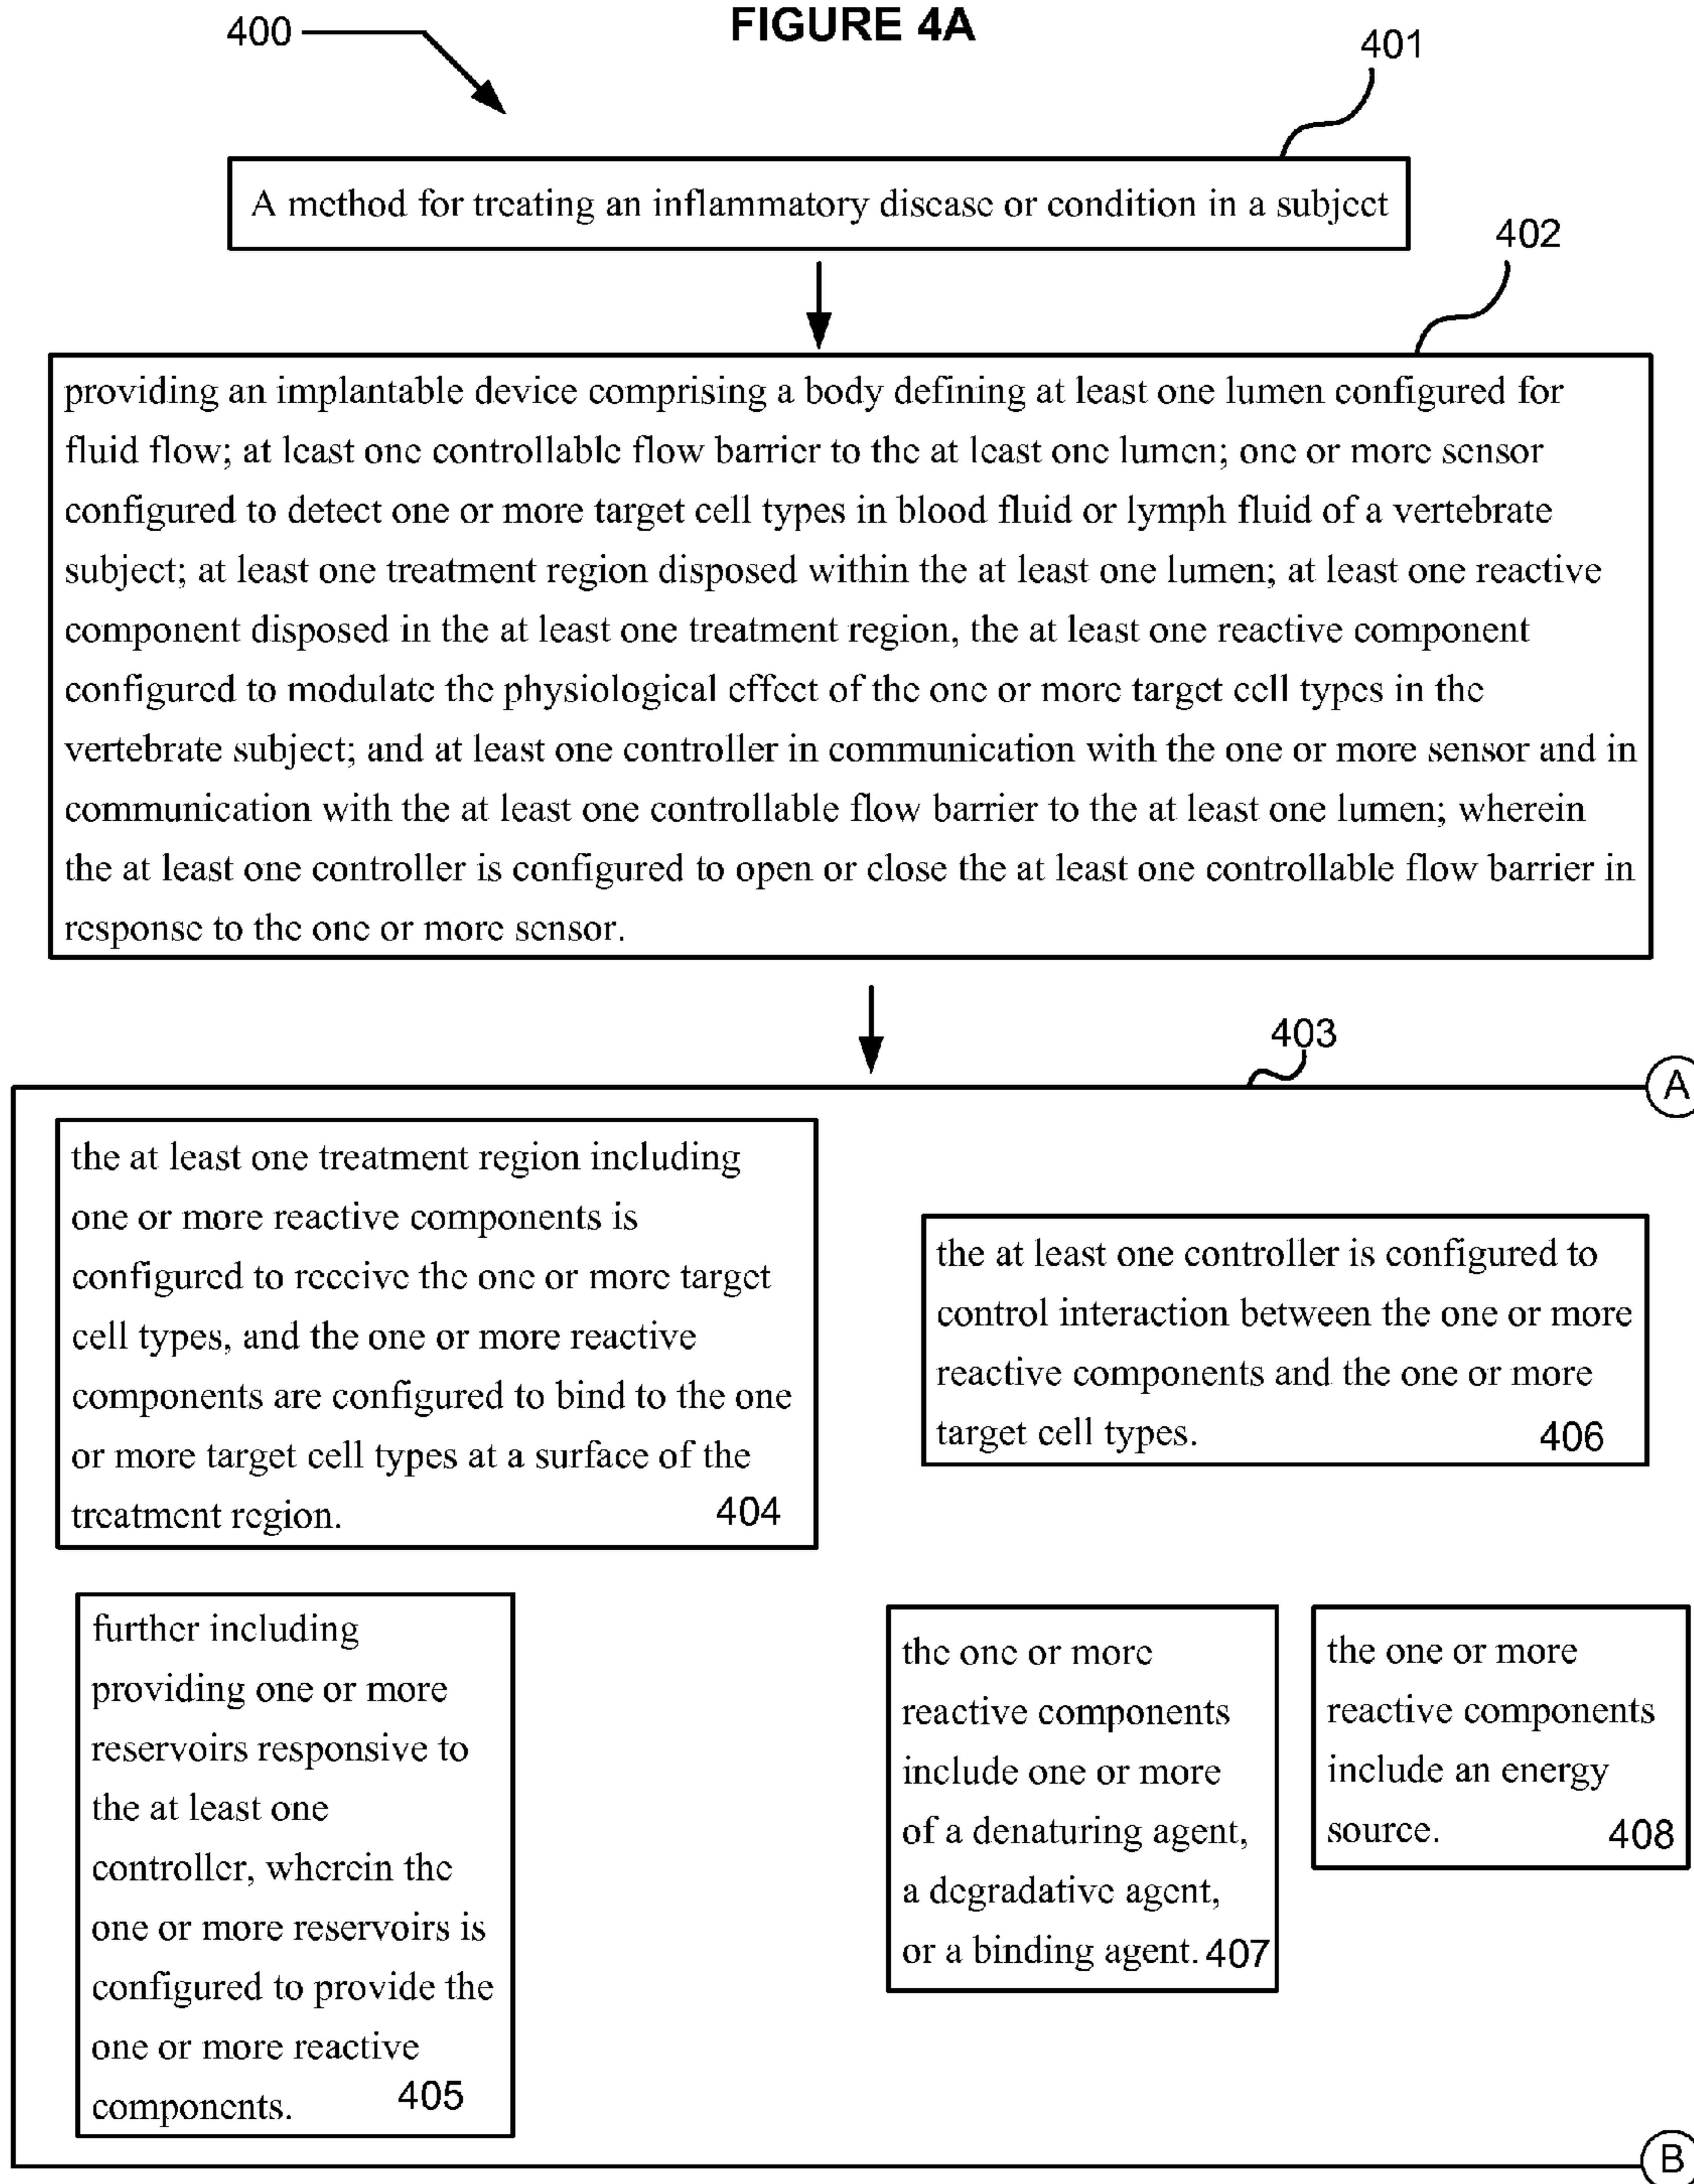 FIGURE 4A
400
401
A method for treating an inflammatory disease or condition in a subject
402
providing an implantable device comprising a body defining at least one lumen configured for
fluid flow; at least one controllable flow barrier to the at least one lumen; one or more sensor
configured to detect one or more target cell types in blood fluid or lymph fluid of a vertebrate
subject; at least one treatment region disposed within the at least one lumen; at least one reactive
component disposed in the at least one treatment region, the at least one reactive component
configured to modulate the physiological effect of the one or more target cell types in the
vertebrate subject; and at least one controller in communication with the one or more sensor and in
communication with the at least one controllable flow barrier to the at least one lumen; wherein
the at least one controller is configured to open or close the at least one controllable flow barrier in
response to the one or more sensor.
403
A
the at least one treatment region including
one or more reactive components is
configured to receive the one or more target
cell types, and the one or more reactive
components are configured to bind to the one
or more target cell types at a surface of the
treatment region. 404
the at least one controller is configured to
control interaction between the one or more
reactive components and the one or more
target cell types. 406
further including
providing one or more
reservoirs responsive to
the at least one
controller, wherein the
one or more reservoirs is
configured to provide the
one or more reactive
components. 405
the one or more
reactive components
include one or more
of a denaturing agent,
a degradative agent,
or a binding agent. 407
the one or more
reactive components
include an energy
source. 408
B